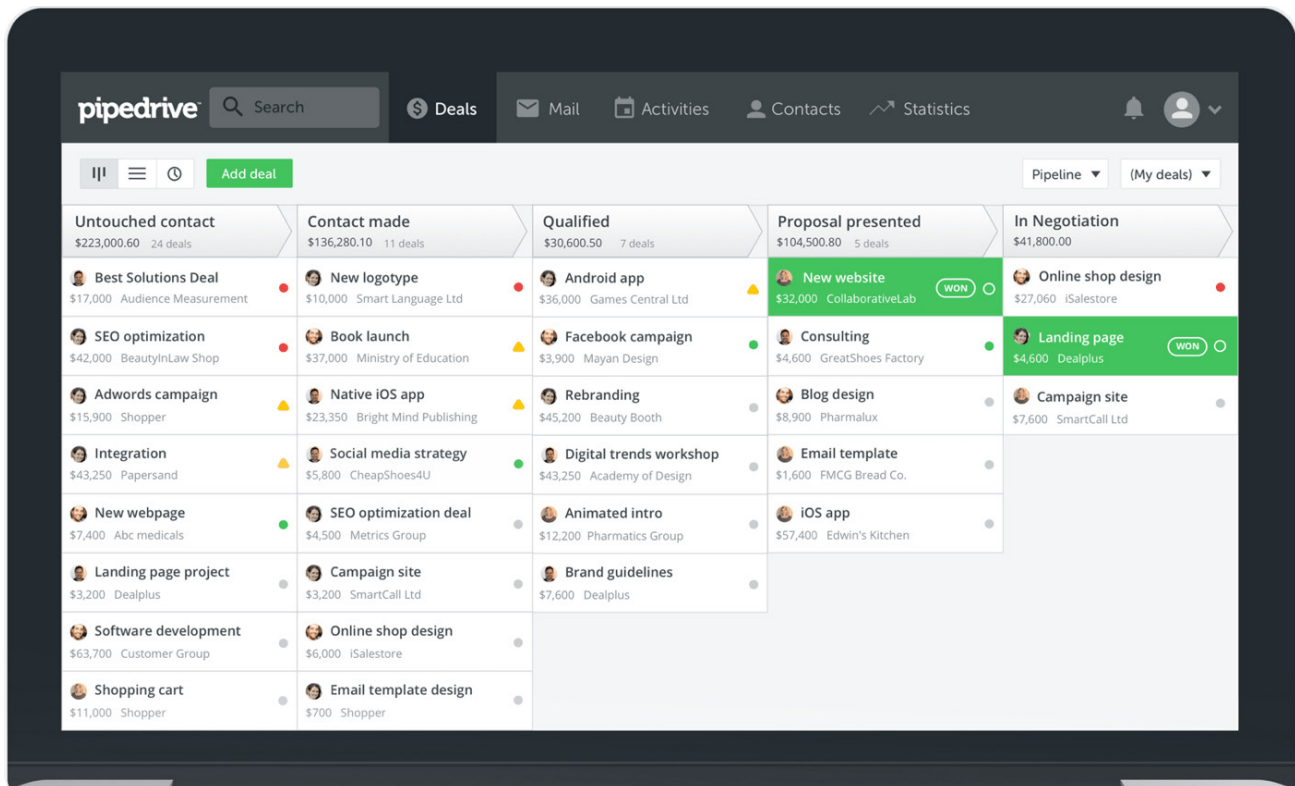 pipedrive
Search
Deals
Mail
Activities
Contacts
Statistics
Add deal
Pipeline
(My deals)
Untouched contact
$223,000.60 24 deals
Contact made
$136,280.10 11 deals
Qualified
$30,600.50 7 deals
Proposal presented
$104,500.80 5 deals
In Negotiation
$41,800.00
Best Solutions Deal
$17,000 Audience Measurement
SEO optimization
$42,000 BeautyInLaw Shop
Adwords campaign
$15,900 Shopper
Integration
$43,250 Papersand
New webpage
$7,400 Abc medicals
Landing page project
$3,200 Dealplus
Software development
$63,700 Customer Group
Shopping cart
$11,000 Shopper
New logotype
$10,000 Smart Language Ltd
Book launch
$37,000 Ministry of Education
Native iOS app
$23,350 Bright Mind Publishing
Social media strategy
$5,800 CheapShoes4U
SEO optimization deal
$4,500 Metrics Group
Campaign site
$3,200 SmartCall Ltd
Online shop design
$6,000 iSalestore
Email template design
$700 Shopper
Android app
$36,000 Games Central Ltd
Facebook campaign
$3,900 Mayan Design
Rebranding
$45,200 Beauty Booth
Digital trends workshop
$43,250 Academy of Design
Animated intro
$12,200 Pharmatics Group
Brand guidelines
$7,600 Dealplus
New website
$32,000 CollaborativeLab
WON
Consulting
$4,600 GreatShoes Factory
Blog design
$8,900 Pharmalux
Email template
$1,600 FMCG Bread Co.
iOS app
$57,400 Edwin's Kitchen
Online shop design
$27,060 iSalestore
Landing page
$4,600 Dealplus
WON
Campaign site
$7,600 SmartCall Ltd